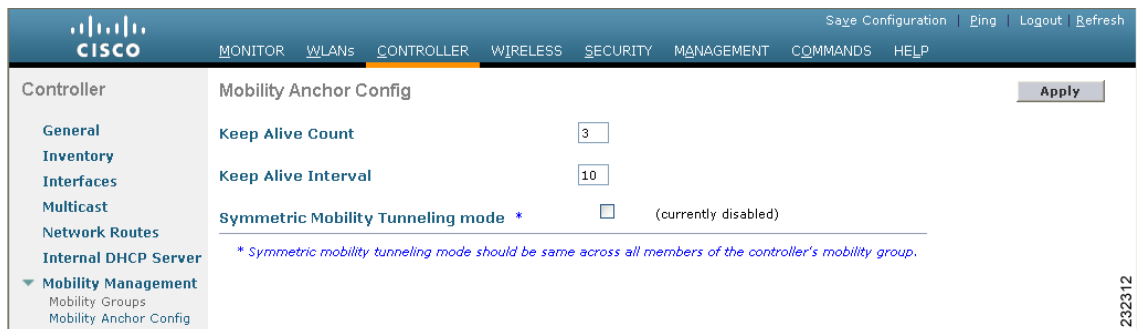 Save Configuration | Ping | Logout | Refresh
CISCO
MONITOR WLANs CONTROLLER WIRELESS SECURITY MANAGEMENT COMMANDS HELP
Controller
General
Inventory
Interfaces
Multicast
Network Routes
Internal DHCP Server
Mobility Management
Mobility Groups
Mobility Anchor Config
Mobility Anchor Config
Apply
Keep Alive Count 3
Keep Alive Interval 10
Symmetric Mobility Tunneling mode * (currently disabled)
* Symmetric mobility tunneling mode should be same across all members of the controller's mobility group.
232312